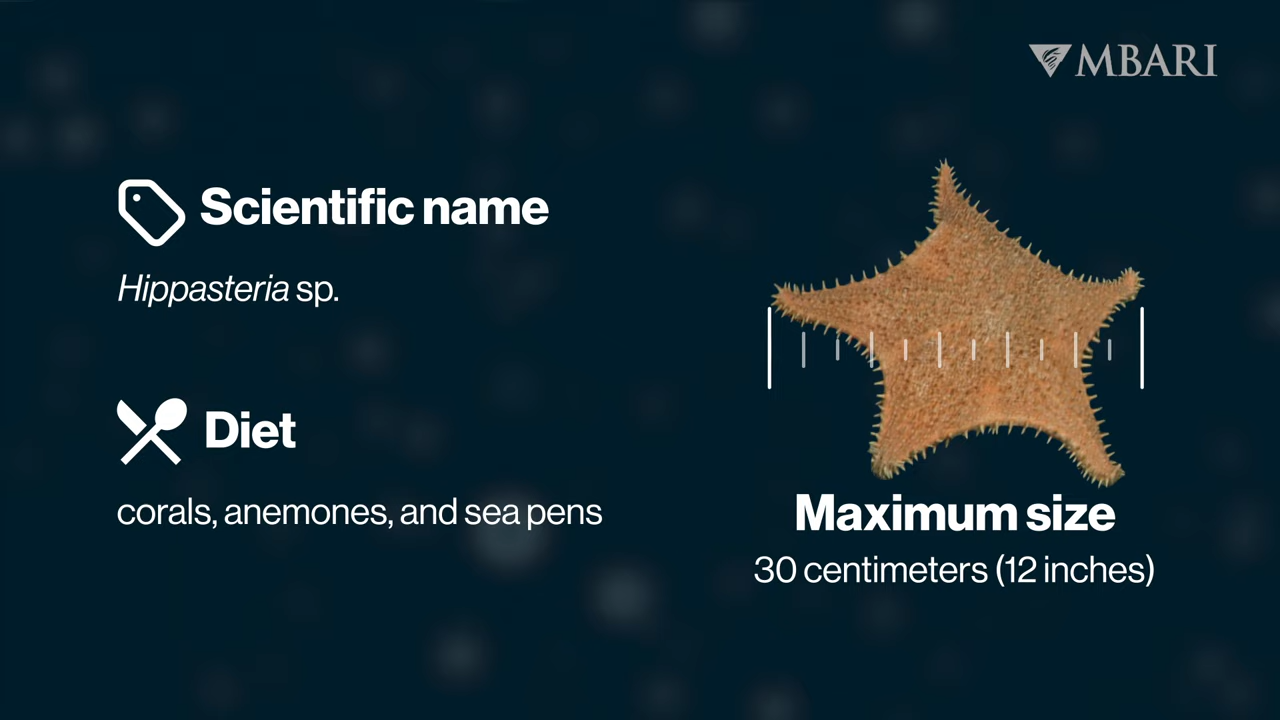 MBARI
Scientific name
Hippasteria sp.
Diet
corals, anemones, and sea pens
Maximum size
30 centimeters (12 inches)